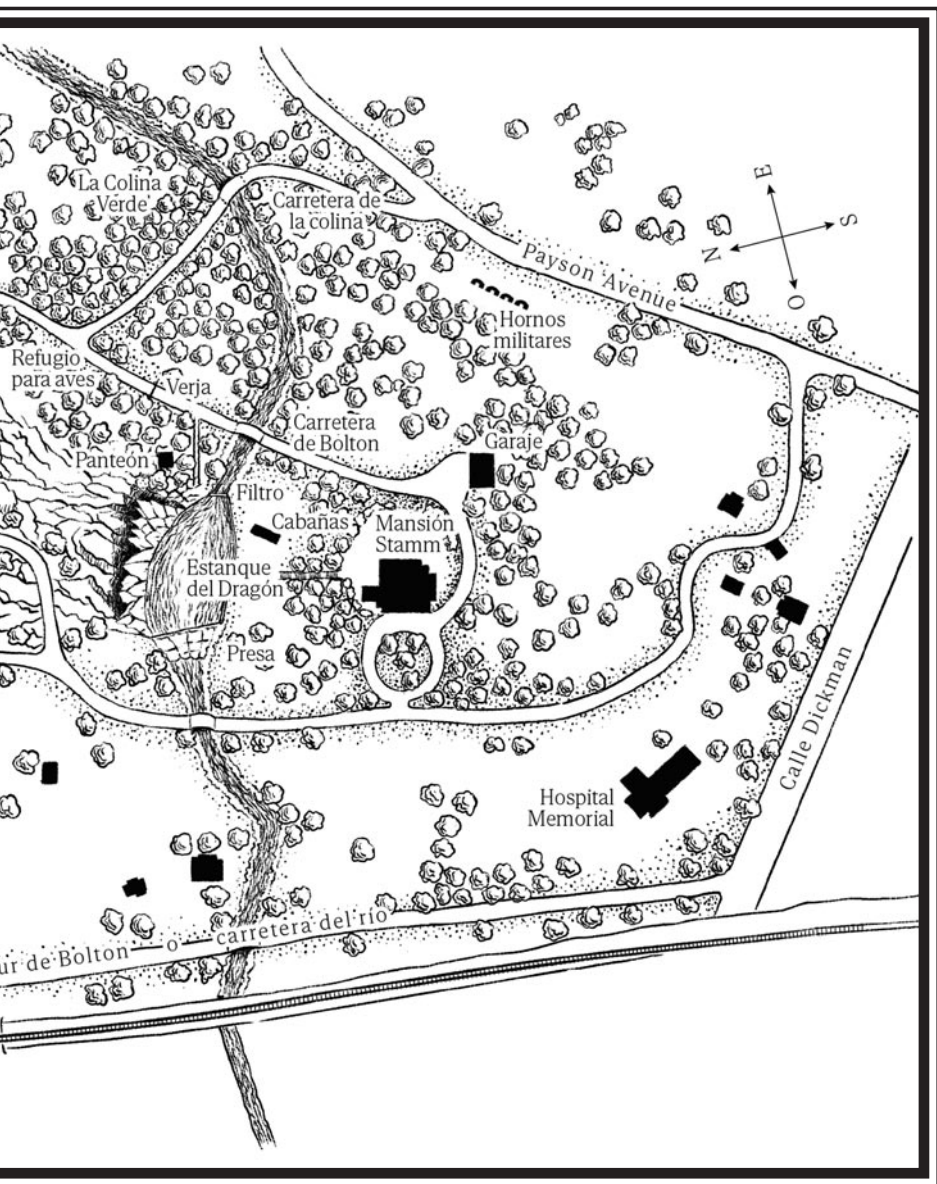 La Colina
Verde
Carretera de
la colina
E
N
S
O
Payson Avenue
Hornos
militares
Refugio
para aves
Verja
Carretera
de Bolton
Garaje
Panteón
Filtro
Cabañas
Mansión
Stamm
Estanque
del Dragón
Presa
Calle Dickman
Hospital
Memorial
ur de Bolton o carretera del río